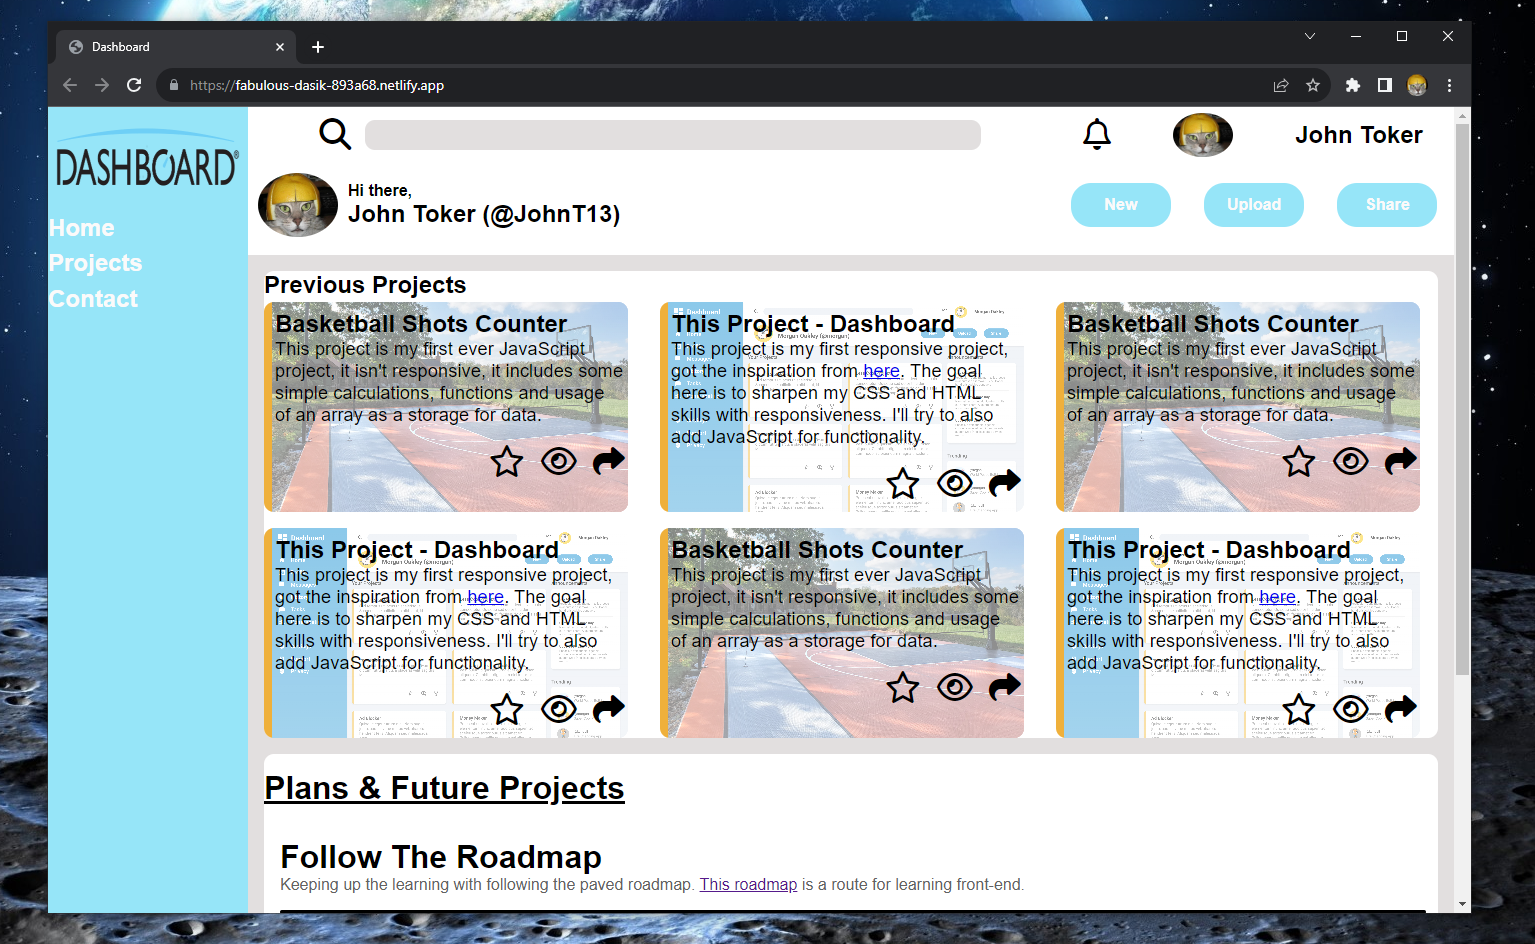 Dashboard
https://fabulous-dasik-893a68.netlify.app
DASHBOARD®
Home
Projects
Contact
John Toker
Hi there,
John Toker (@JohnT13)
New
Upload
Share
Previous Projects
Basketball Shots Counter
This project is my first ever JavaScript
project, it isn't responsive, it includes some
simple calculations, functions and usage
of an array as a storage for data.
This Project - Dashboard
This project is my first responsive project,
got the inspiration from here. The goal
here is to sharpen my CSS and HTML
skills with responsiveness. I'll try to also
add JavaScript for functionality.
Basketball Shots Counter
This project is my first ever JavaScript
project, it isn't responsive, it includes some
simple calculations, functions and usage
of an array as a storage for data.
This Project - Dashboard
This project is my first responsive project,
got the inspiration from here. The goal
here is to sharpen my CSS and HTML
skills with responsiveness. I'll try to also
add JavaScript for functionality.
Basketball Shots Counter
This project is my first ever JavaScript
project, it isn't responsive, it includes some
simple calculations, functions and usage
of an array as a storage for data.
This Project - Dashboard
This project is my first responsive project,
got the inspiration from here. The goal
here is to sharpen my CSS and HTML
skills with responsiveness. I'll try to also
add JavaScript for functionality.
Plans & Future Projects
Follow The Roadmap
Keeping up the learning with following the paved roadmap. This roadmap is a route for learning front-end.